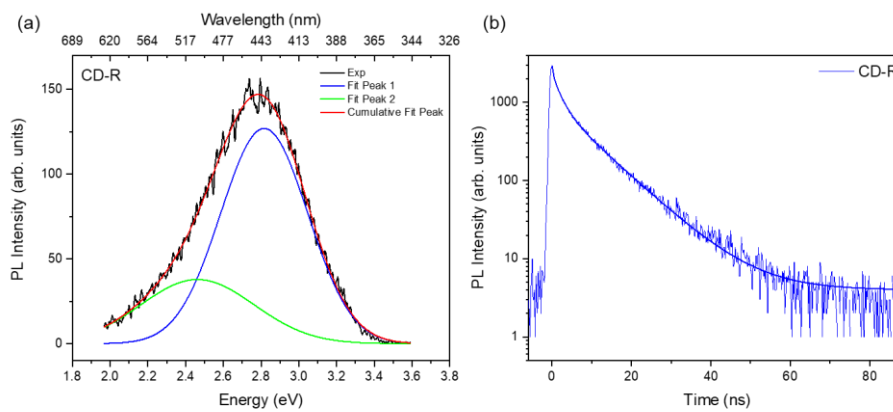 (a)
Wavelength (nm)
689 620 564 517 477 443 413 388 365 344 326
CD-R
Exp
Fit Peak 1
Fit Peak 2
Cumulative Fit Peak
PL Intensity (arb. units)
150
100
50
0
1.8 2.0 2.2 2.4 2.6 2.8 3.0 3.2 3.4 3.6 3.8
Energy (eV)
(b)
CD-R
PL Intensity (arb. units)
1000
100
10
1
0 20 40 60 80
Time (ns)